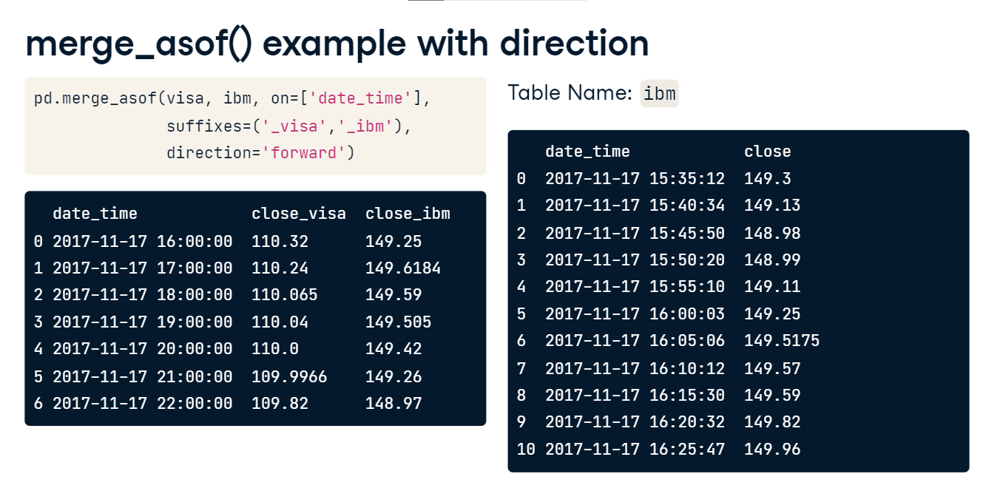 merge_asof() example with direction
pd.merge_asof(visa, ibm, on=['date_time'],
suffixes=('_visa','_ibm'),
direction='forward')
date_time close_visa close_ibm
0 2017-11-17 16:00:00 110.32 149.25
1 2017-11-17 17:00:00 110.24 149.6184
2 2017-11-17 18:00:00 110.065 149.59
3 2017-11-17 19:00:00 110.04 149.505
4 2017-11-17 20:00:00 110.0 149.42
5 2017-11-17 21:00:00 109.9966 149.26
6 2017-11-17 22:00:00 109.82 148.97
Table Name: ibm
date_time close
0 2017-11-17 15:35:12 149.3
1 2017-11-17 15:40:34 149.13
2 2017-11-17 15:45:50 148.98
3 2017-11-17 15:50:20 148.99
4 2017-11-17 15:55:10 149.11
5 2017-11-17 16:00:03 149.25
6 2017-11-17 16:05:06 149.5175
7 2017-11-17 16:10:12 149.57
8 2017-11-17 16:15:30 149.59
9 2017-11-17 16:20:32 149.82
10 2017-11-17 16:25:47 149.96